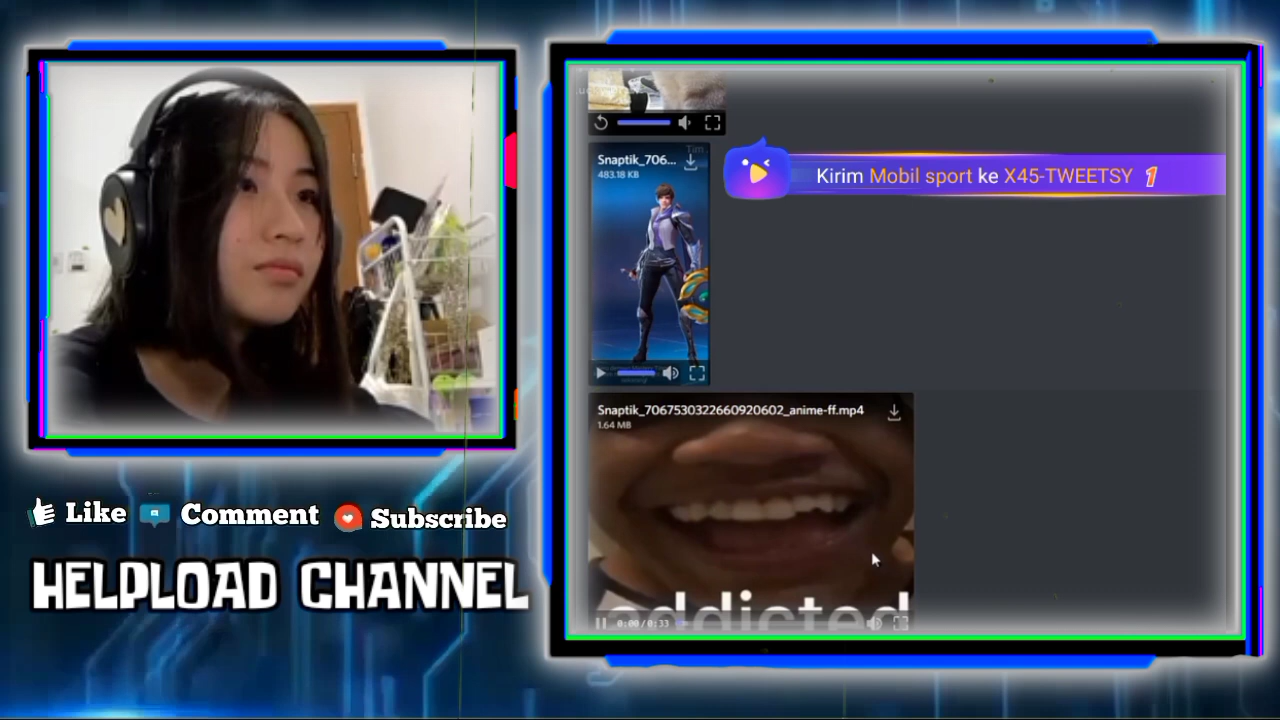 Snaptik_706...
483.18 KB
Kirim Mobil sport ke X45-TWEETSY 1
Snaptik_7067530322660920602_anime-ff.mp4
1.64 MB
addicted
0:00/0:33
Like Comment Subscribe
HELPLOAD CHANNEL